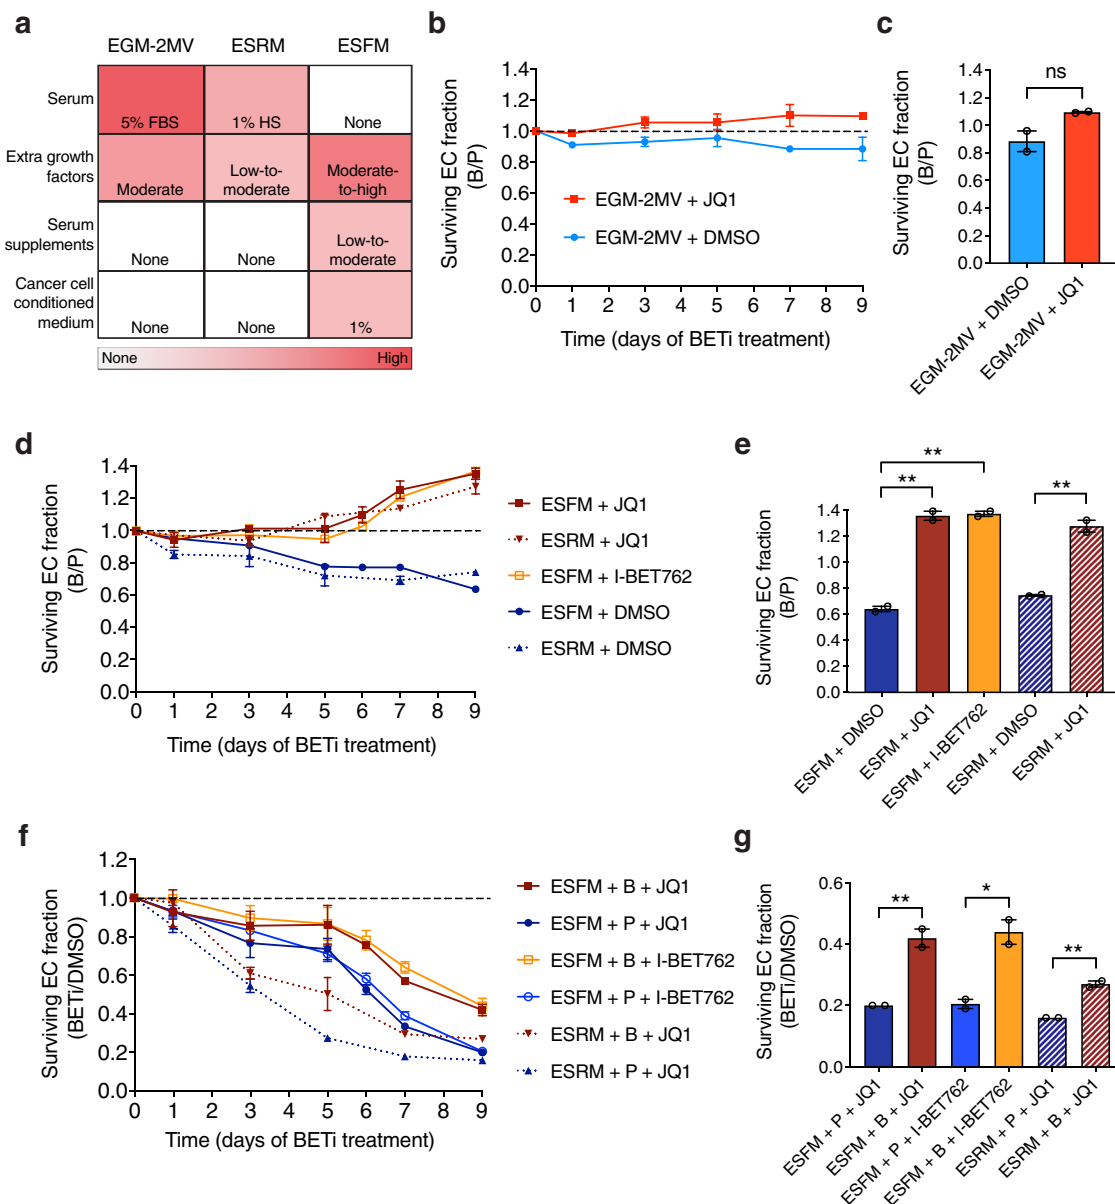 a
EGM-2MV ESRM ESFM
Serum
5% FBS 1% HS None
Extra growth
factors
Moderate Low-to-
moderate Moderate-
to-high
Serum
supplements
None None Low-to-
moderate
Cancer cell
conditioned
medium
None None 1%
None High
b
Surviving EC fraction
(B/P)
1.4
1.2
1.0
0.8
0.6
0.4
0.2
0.0
EGM-2MV + JQ1
EGM-2MV + DMSO
0 1 2 3 4 5 6 7 8 9
Time (days of BETi treatment)
c
ns
Surviving EC fraction
(B/P)
1.4
1.2
1.0
0.8
0.6
0.4
0.2
0.0
EGM-2MV + DMSO
EGM-2MV + JQ1
d
Surviving EC fraction
(B/P)
1.4
1.2
1.0
0.8
0.6
0.4
0.2
0.0
0 1 2 3 4 5 6 7 8 9
Time (days of BETi treatment)
ESFM + JQ1
ESRM + JQ1
ESFM + I-BET762
ESFM + DMSO
ESRM + DMSO
e
**
** **
Surviving EC fraction
(B/P)
1.4
1.2
1.0
0.8
0.6
0.4
0.2
0.0
ESFM + DMSO
ESFM + JQ1
ESFM + I-BET762
ESRM + DMSO
ESRM + JQ1
f
Surviving EC fraction
(BETi/DMSO)
1.2
1.0
0.8
0.6
0.4
0.2
0.0
0 1 2 3 4 5 6 7 8 9
Time (days of BETi treatment)
ESFM + B + JQ1
ESFM + P + JQ1
ESFM + B + I-BET762
ESFM + P + I-BET762
ESRM + B + JQ1
ESRM + P + JQ1
g
** * **
Surviving EC fraction
(BETi/DMSO)
0.6
0.4
0.2
0.0
ESFM + P + JQ1
ESFM + B + JQ1
ESFM + P + I-BET762
ESFM + B + I-BET762
ESRM + P + JQ1
ESRM + B + JQ1